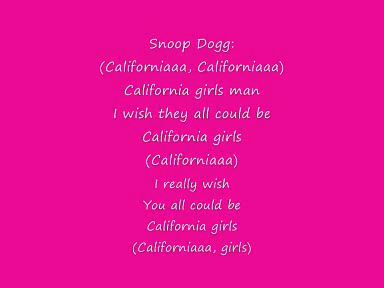 Snoop Dogg:
(Californiaaa, Californiaaa)
California girls man
I wish they all could be
California girls
(Californiaaa)
I really wish
You all could be
California girls
(Californiaaa, girls)